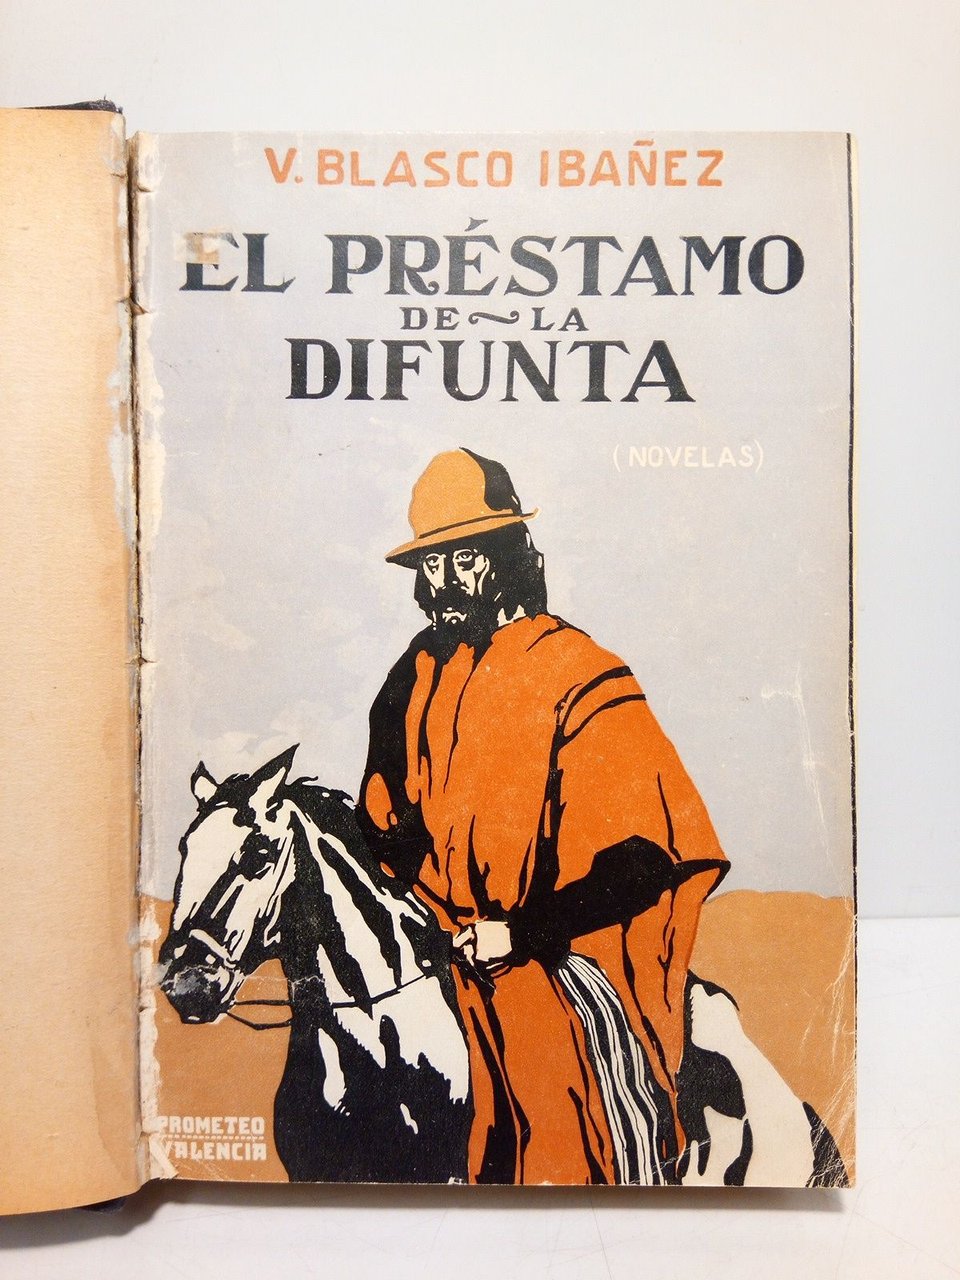 V. BLASCO IBAÑEZ
EL PRÉSTAMO
DE ~ LA
DIFUNTA
(NOVELAS)
PROMETEO
VALENCIA